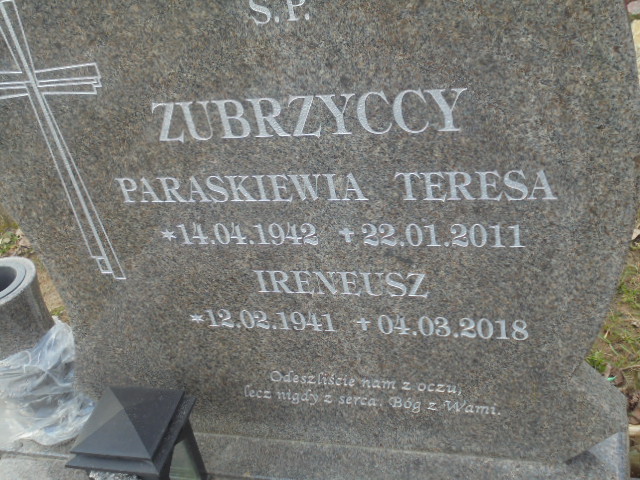 Ś.P.
ZUBRZYCCY
PARASKIEWIA TERESA
*14.04.1942 +22.01.2011
IRENEUSZ
*12.02.1941 +04.03.2018
Odeszliście nam z oczu,
lecz nigdy z serca. Bóg z Wami.